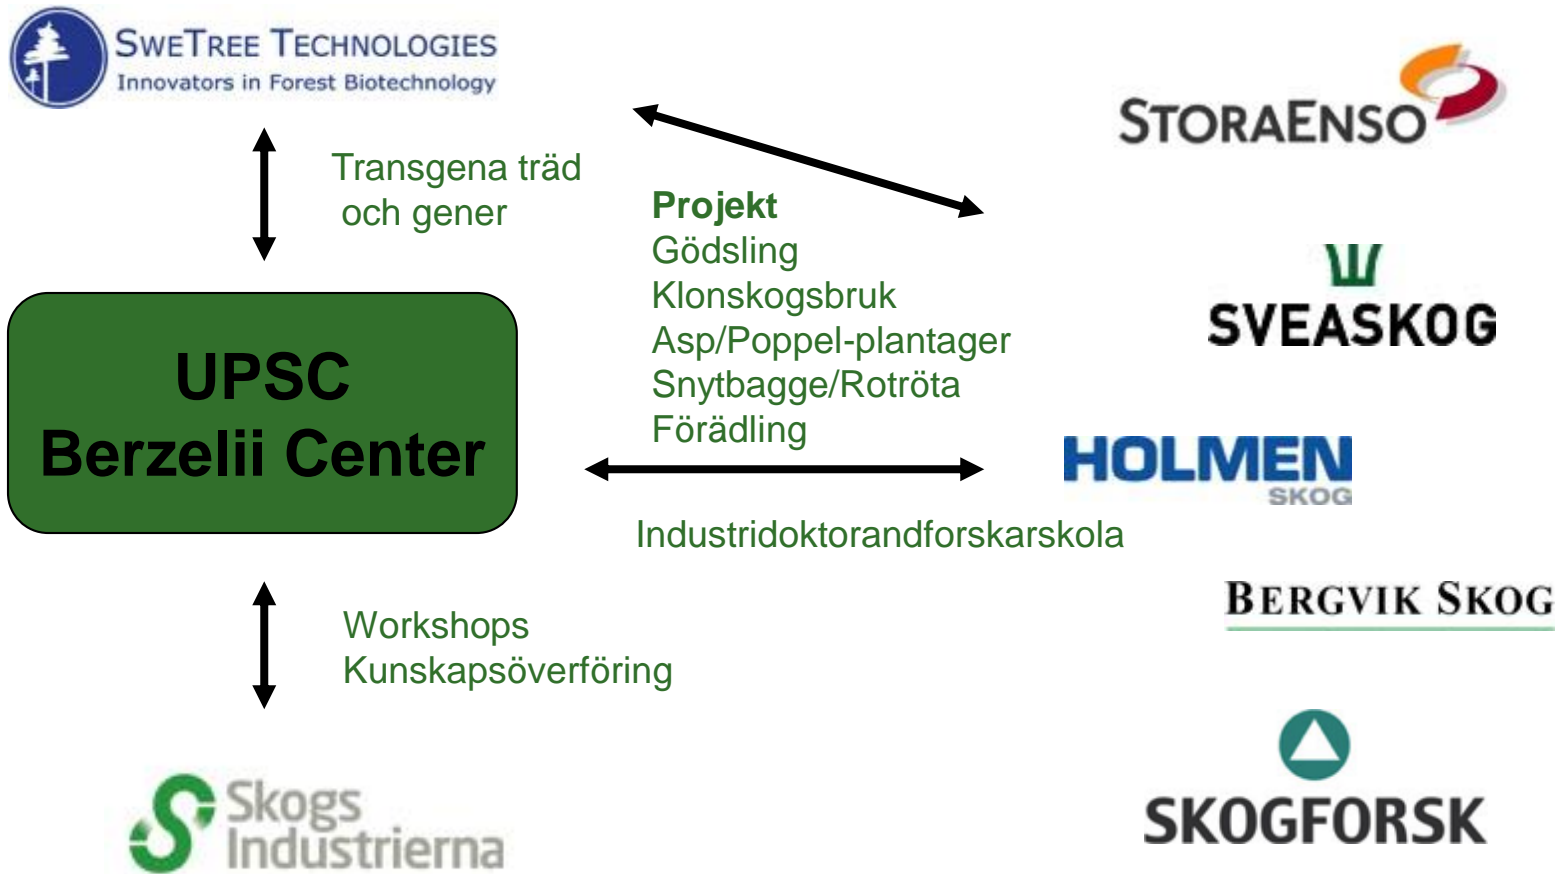 SWETREE TECHNOLOGIES
Innovators in Forest Biotechnology
STORAENSO
Transgena träd
och gener
Projekt
Gödsling
Klonskogsbruk
Asp/Poppel-plantager
Snytbagge/Rotröta
Förädling
SVEASKOG
UPSC
Berzelii Center
HOLMEN
SKOG
Industridoktorandforskarskola
BERGVIK SKOG
Workshops
Kunskapsöverföring
Skogs
Industrierna
SKOGFORSK